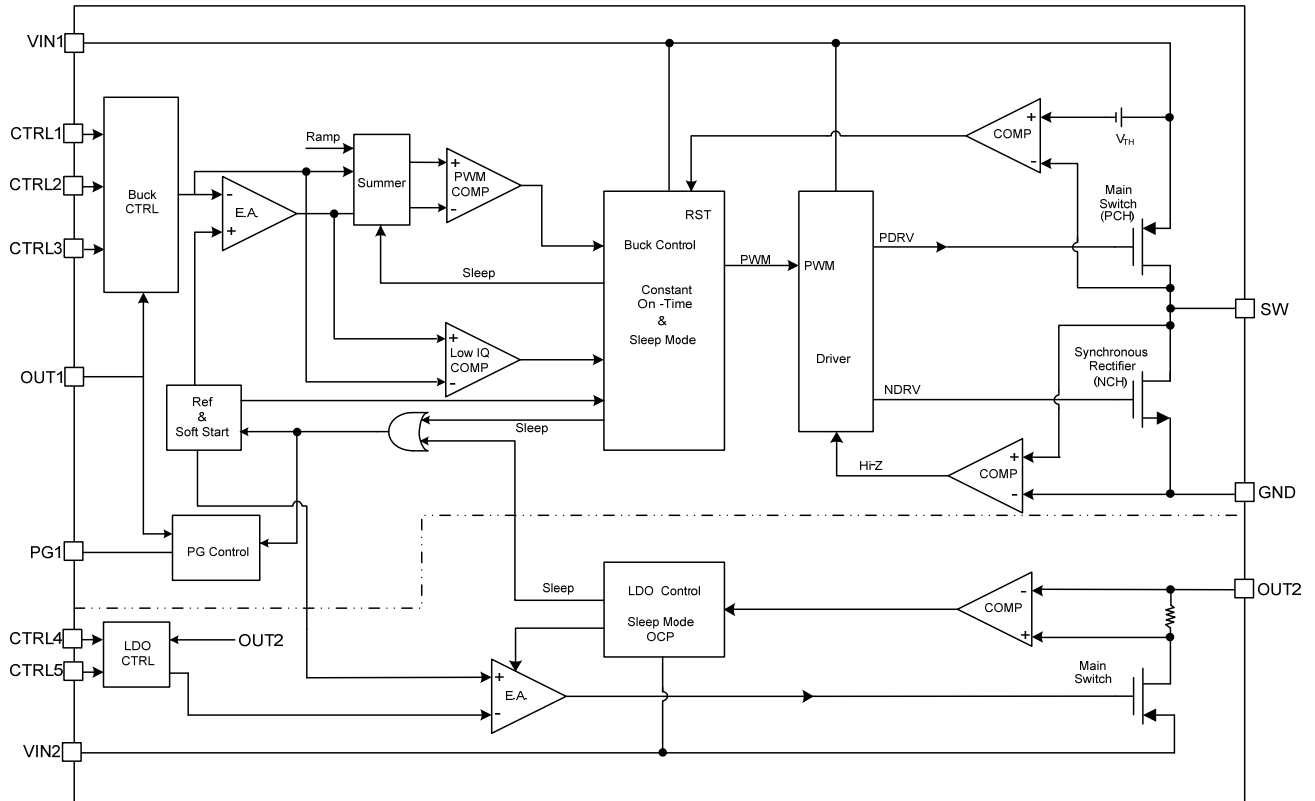 VIN1
CTRL1
CTRL2
CTRL3
Buck
CTRL
-
E.A.
+
Ramp
Summer
+
PWM
COMP
-
RST
Buck Control
Constant
On -Time
&
Sleep Mode
Sleep
PWM
PWM
Driver
PDRV
NDRV
+
COMP
-
VTH
Main
Switch
(PCH)
SW
Synchronous
Rectifier
(NCH)
OUT1
+
Low IQ
COMP
-
Ref
&
Soft Start
Sleep
Hi-Z
+
COMP
-
GND
PG1
PG Control
Sleep
LDO Control
Sleep Mode
OCP
-
COMP
+
OUT2
CTRL4
CTRL5
LDO
CTRL
OUT2
+
E.A.
-
Main
Switch
VIN2